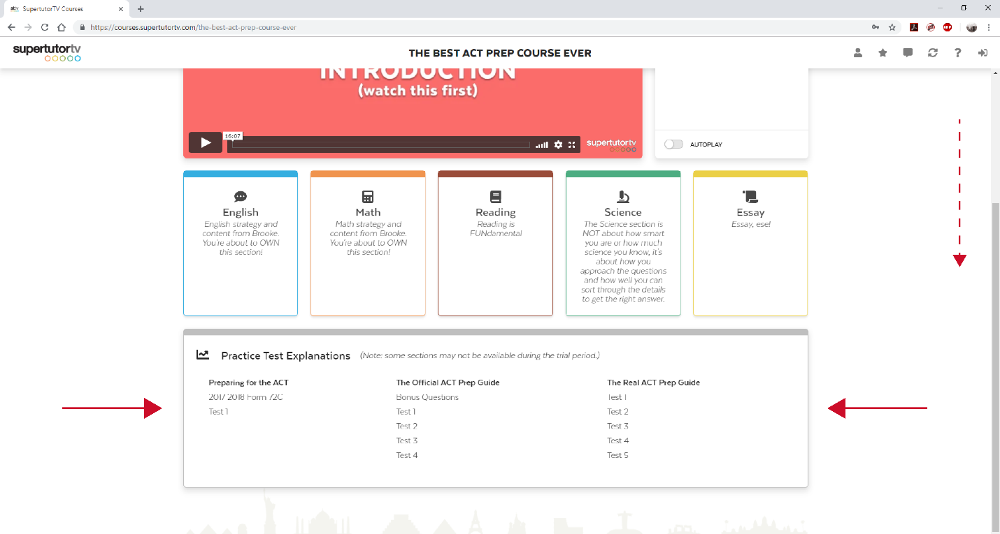 sttv SupertutorTV Courses
https://courses.supertutortv.com/the-best-act-prep-course-ever
ABP
supertutortv
THE BEST ACT PREP COURSE EVER
INTRODUCTION
(watch this first)
16:07
supertutortv
AUTOPLAY
English
English strategy and
content from Brooke.
You're about to OWN
this section!
Math
Math strategy and
content from Brooke.
You're about to OWN
this section!
Reading
Reading is
FUNdamental
Science
The Science section is
NOT about how smart
you are or how much
science you know, it's
about how you
approach the questions
and how well you can
sort through the details
to get the right answer.
Essay
Essay, ese!
Practice Test Explanations (Note: some sections may not be available during the trial period.)
Preparing for the ACT
2017 2018 Form 72C
Test 1
The Official ACT Prep Guide
Bonus Questions
Test 1
Test 2
Test 3
Test 4
The Real ACT Prep Guide
Test 1
Test 2
Test 3
Test 4
Test 5